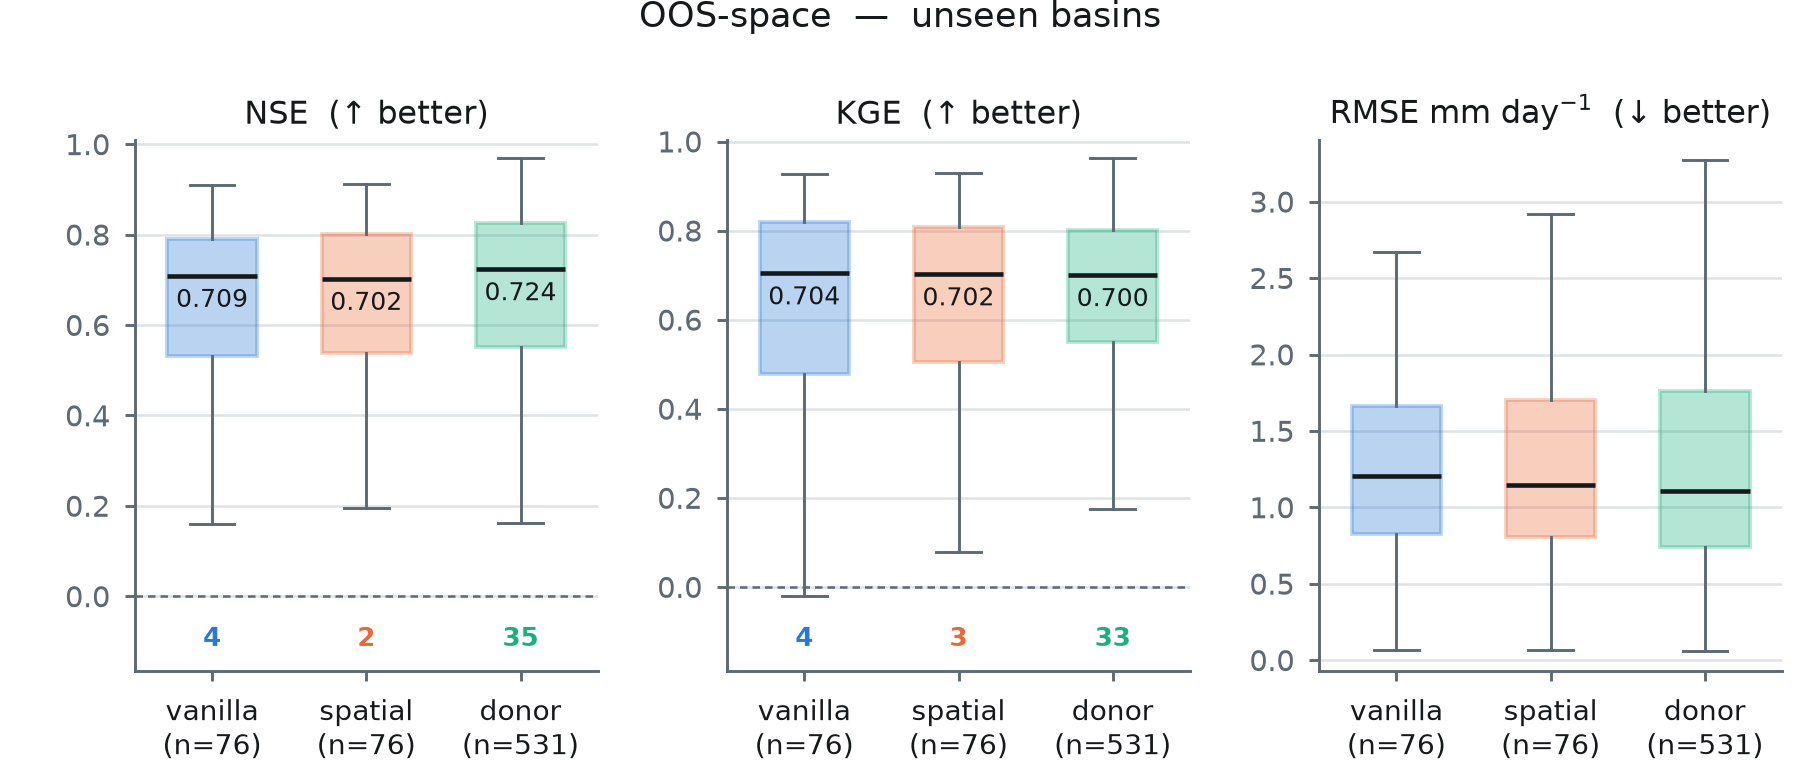 OOS-space — unseen basins
NSE (↑ better)
1.0
0.8
0.6
0.4
0.2
0.0
0.709
0.702
0.724
4
2
35
vanilla
(n=76)
spatial
(n=76)
donor
(n=531)
KGE (↑ better)
1.0
0.8
0.6
0.4
0.2
0.0
0.704
0.702
0.700
4
3
33
vanilla
(n=76)
spatial
(n=76)
donor
(n=531)
RMSE mm day⁻¹ (↓ better)
3.0
2.5
2.0
1.5
1.0
0.5
0.0
vanilla
(n=76)
spatial
(n=76)
donor
(n=531)